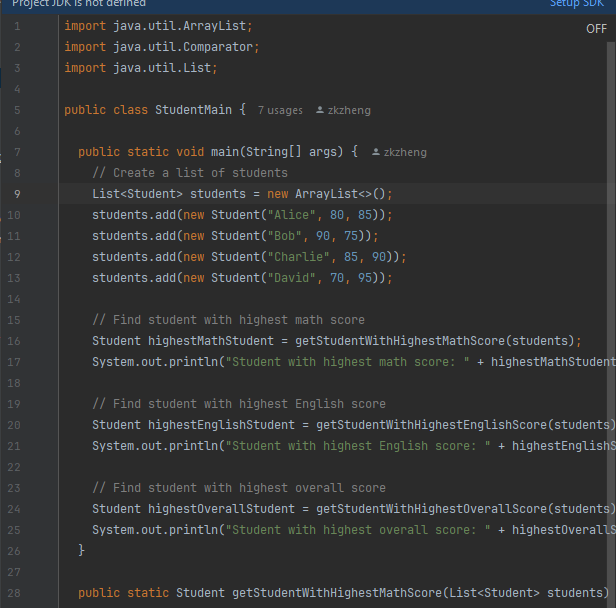 Project JDK is not defined Setup SDK
OFF
1 import java.util.ArrayList;
2 import java.util.Comparator;
3 import java.util.List;
4
5 public class StudentMain { 7 usages zkzheng
6
7 public static void main(String[] args) { zkzheng
8 // Create a list of students
9 List<Student> students = new ArrayList<>();
10 students.add(new Student("Alice", 80, 85));
11 students.add(new Student("Bob", 90, 75));
12 students.add(new Student("Charlie", 85, 90));
13 students.add(new Student("David", 70, 95));
14
15 // Find student with highest math score
16 Student highestMathStudent = getStudentWithHighestMathScore(students);
17 System.out.println("Student with highest math score: " + highestMathStudent
18
19 // Find student with highest English score
20 Student highestEnglishStudent = getStudentWithHighestEnglishScore(students)
21 System.out.println("Student with highest English score: " + highestEnglishS
22
23 // Find student with highest overall score
24 Student highestOverallStudent = getStudentWithHighestOverallScore(students)
25 System.out.println("Student with highest overall score: " + highestOverallS
26 }
27
28 public static Student getStudentWithHighestMathScore(List<Student> students)